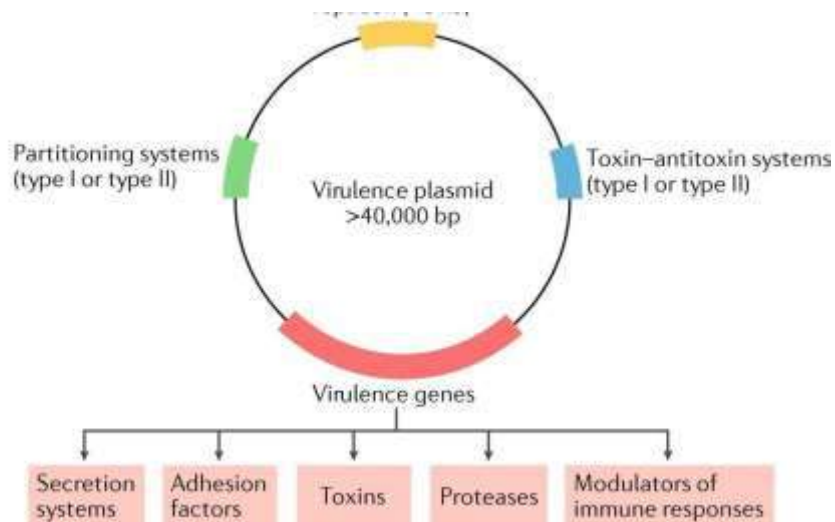 Partitioning systems
(type I or type II)
Virulence plasmid
>40,000 bp
Toxin–antitoxin systems
(type I or type II)
Virulence genes
Secretion
systems
Adhesion
factors
Toxins
Proteases
Modulators of
immune responses